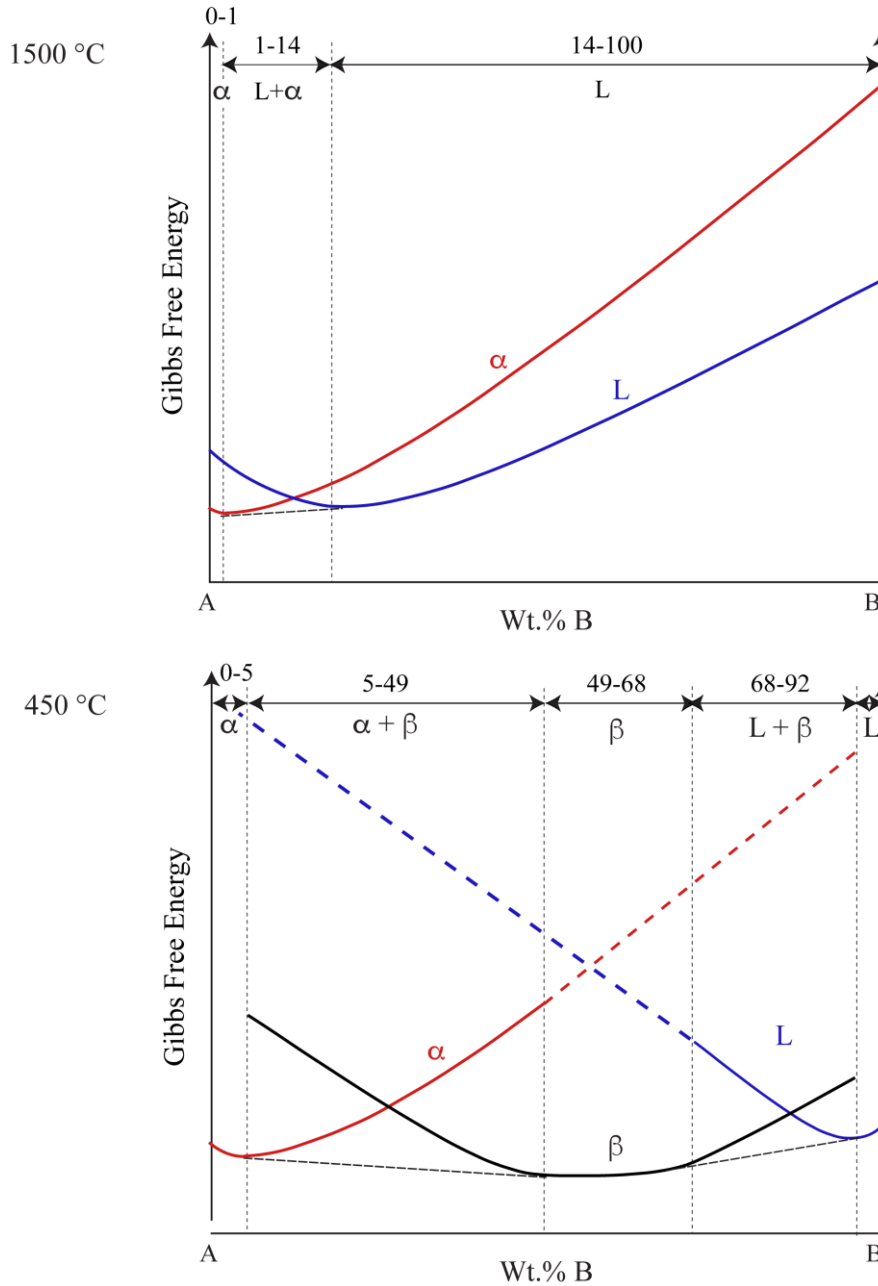 0-1
1500 °C
1-14
14-100
α
L+α
L
Gibbs Free Energy
α
L
A
B
Wt.% B
0-5
5-49
49-68
68-92
450 °C
α
α + β
β
L + β
L
Gibbs Free Energy
α
L
β
A
B
Wt.% B